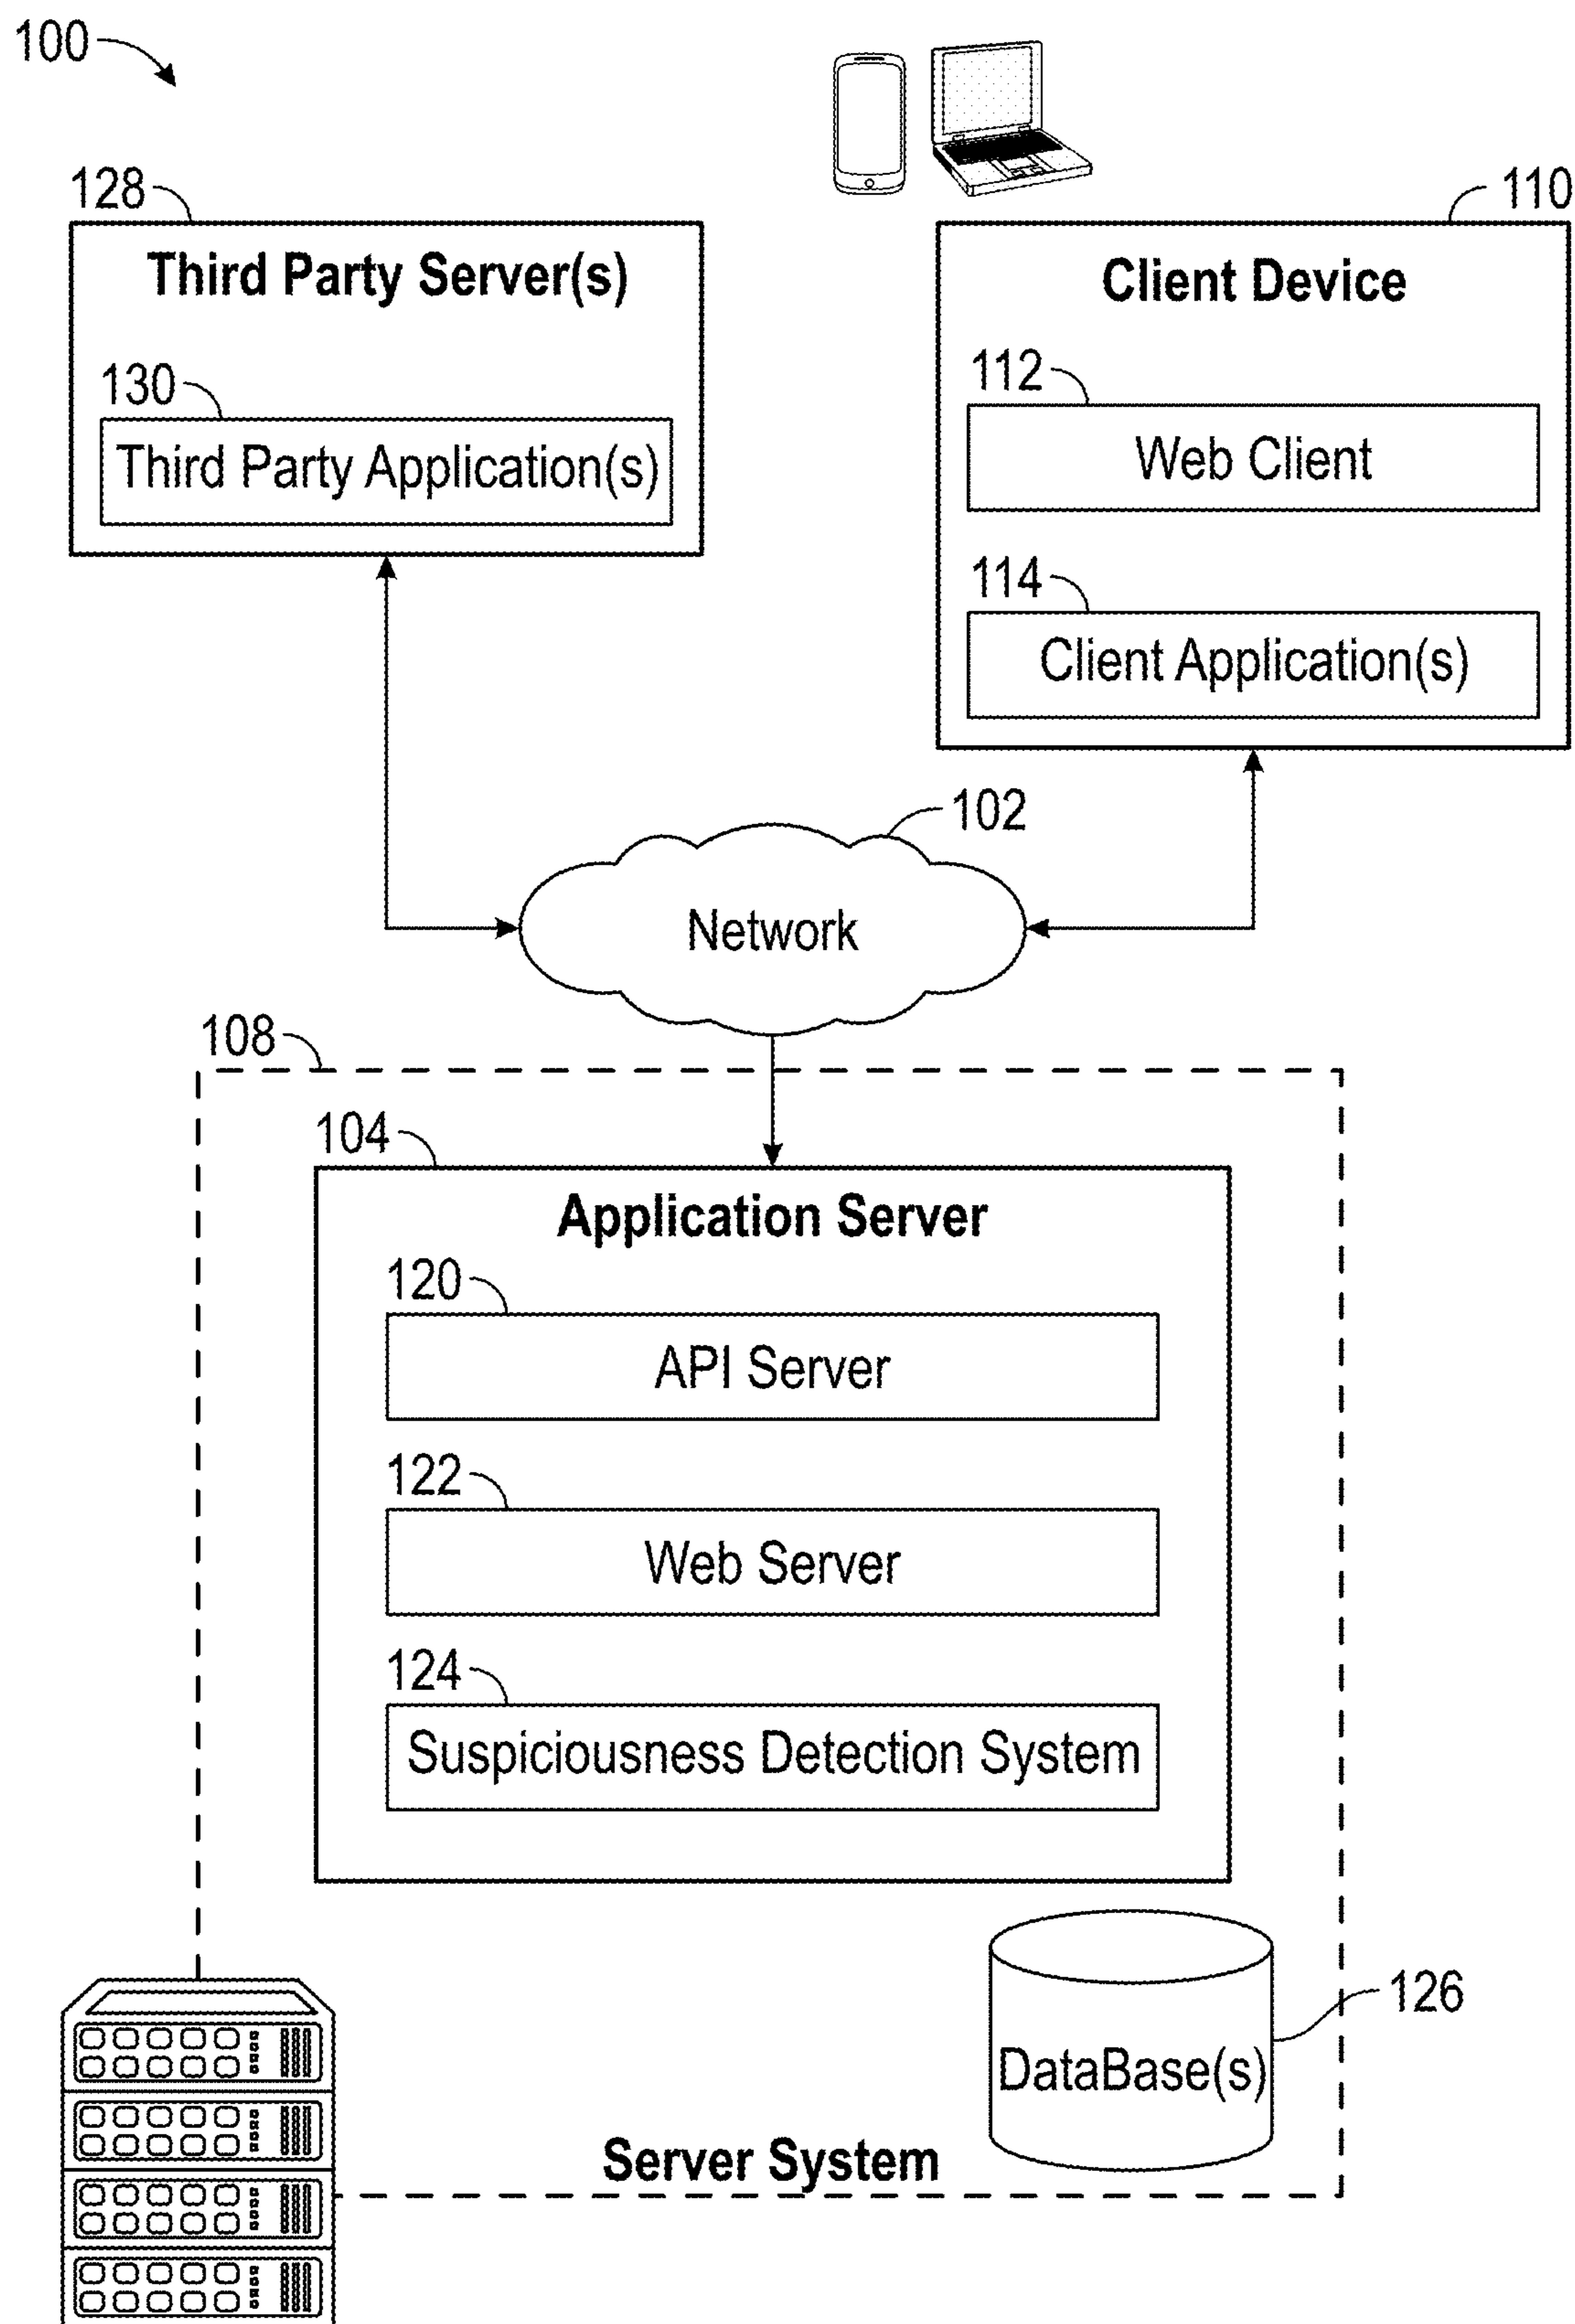 100
128
Third Party Server(s)
130
Third Party Application(s)
110
Client Device
112
Web Client
114
Client Application(s)
102
Network
108
104
Application Server
120
API Server
122
Web Server
124
Suspiciousness Detection System
126
DataBase(s)
Server System